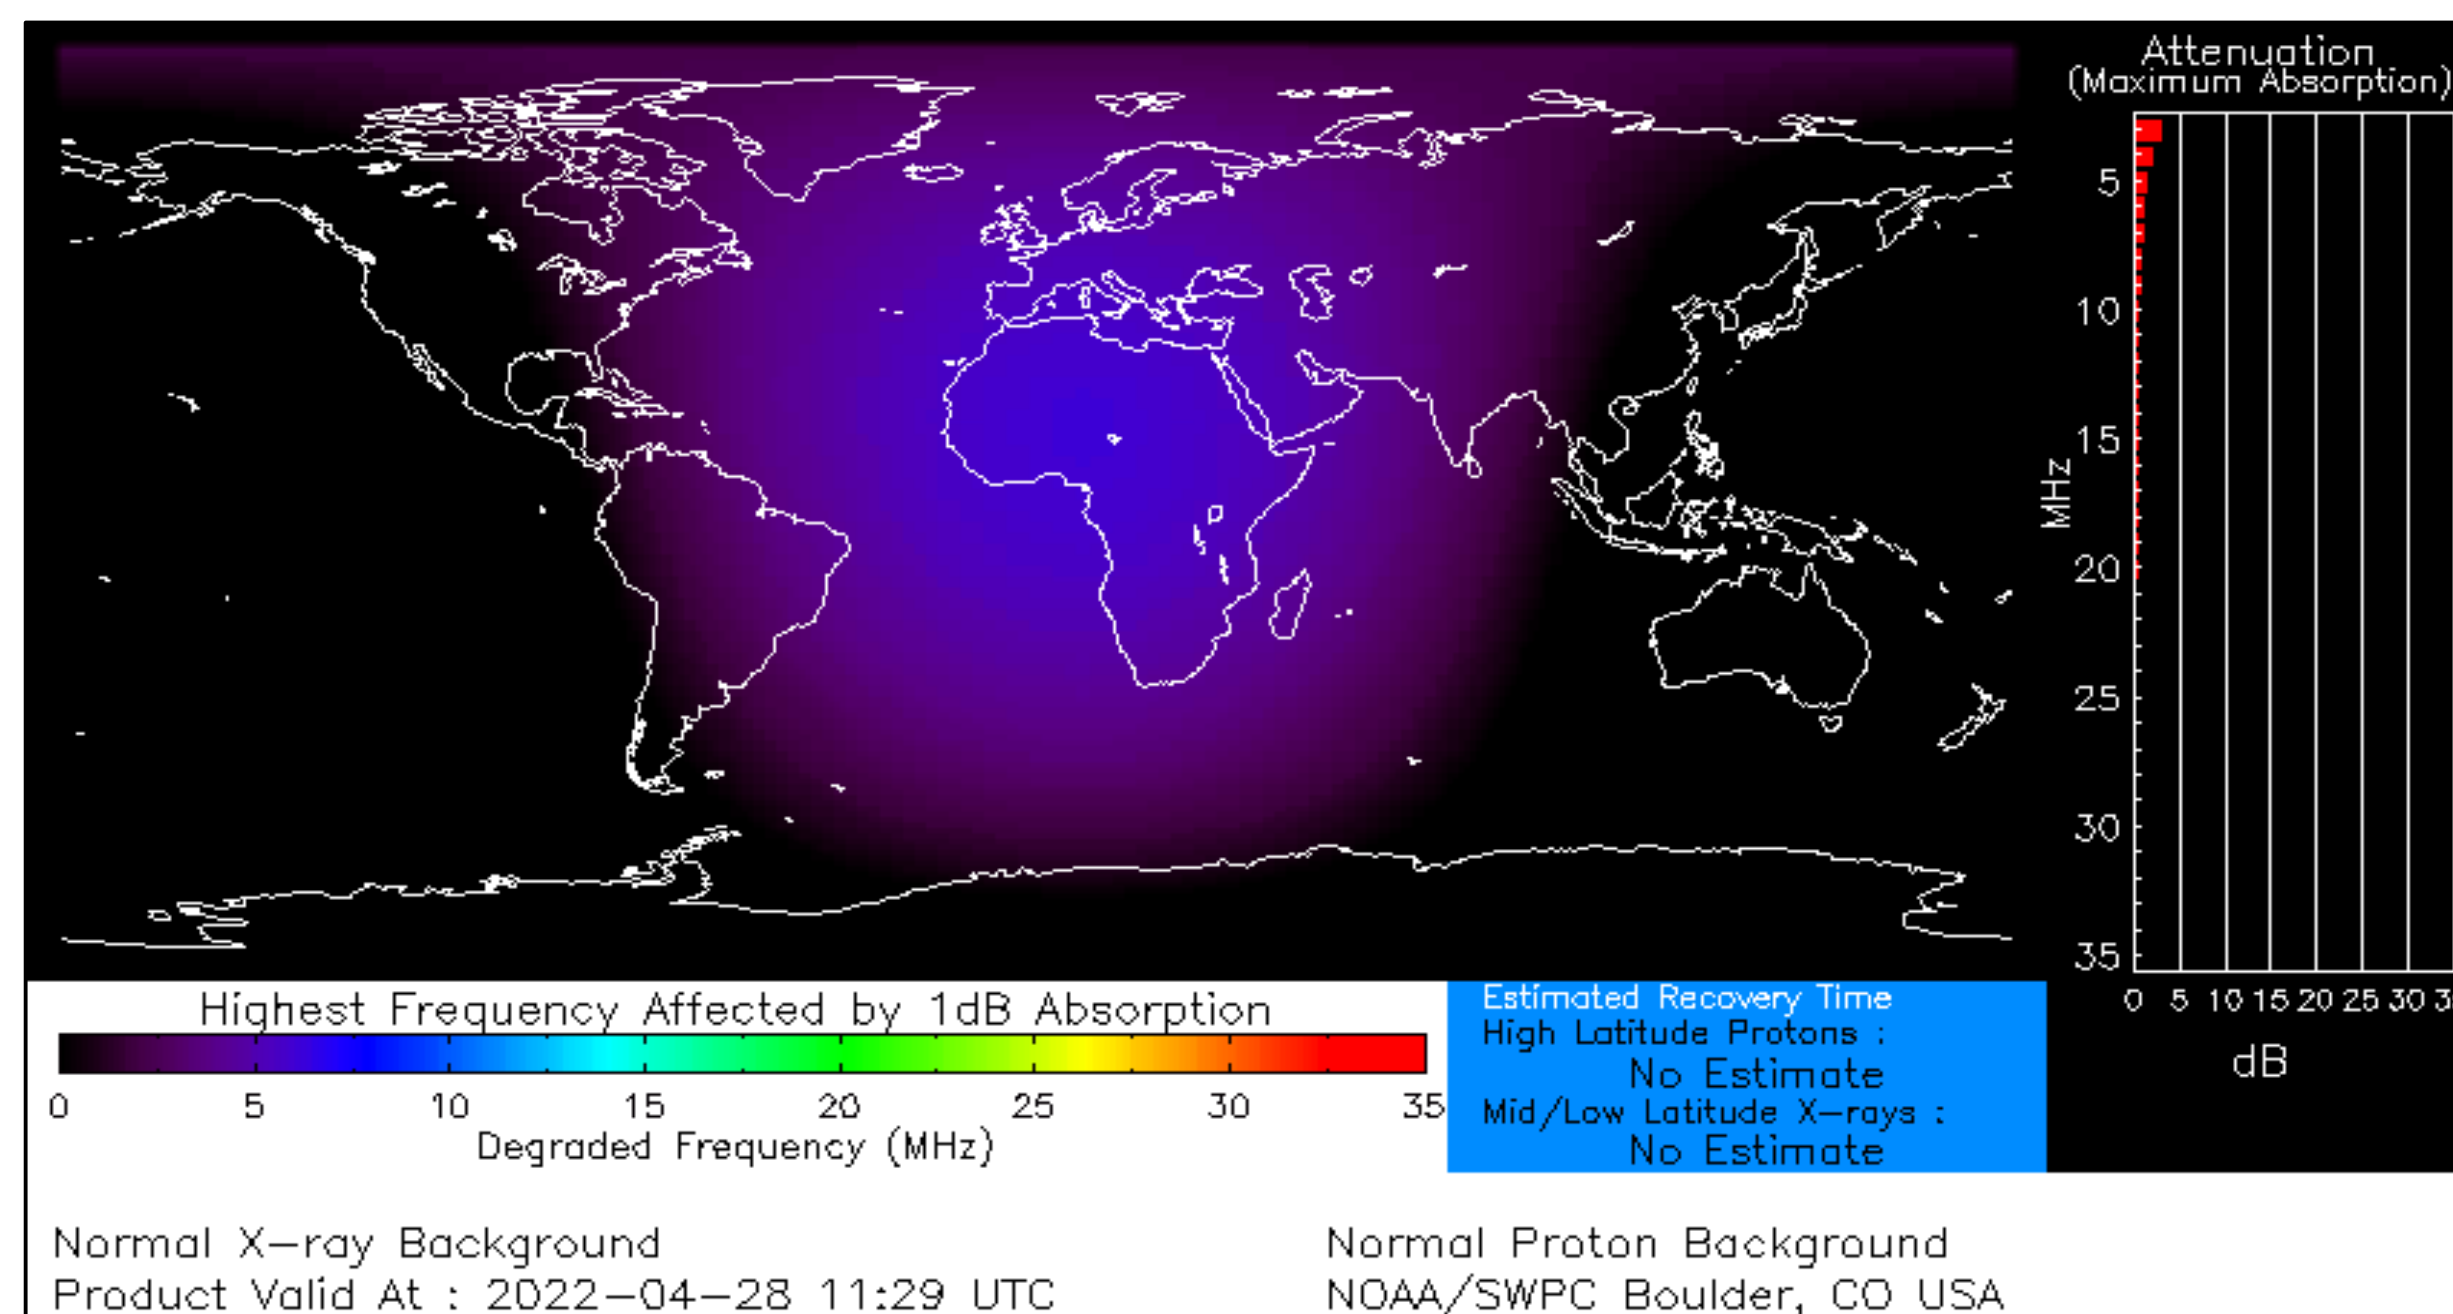 Attenuation
(Maximum Absorption)
5
10
15
20
25
30
35
MHz
0 5 10 15 20 25 30 3
dB
Highest Frequency Affected by 1dB Absorption
0 5 10 15 20 25 30 35
Degraded Frequency (MHz)
Estimated Recovery Time
High Latitude Protons :
No Estimate
Mid/Low Latitude X-rays :
No Estimate
Normal X-ray Background
Normal Proton Background
Product Valid At : 2022-04-28 11:29 UTC
NOAA/SWPC Boulder, CO USA